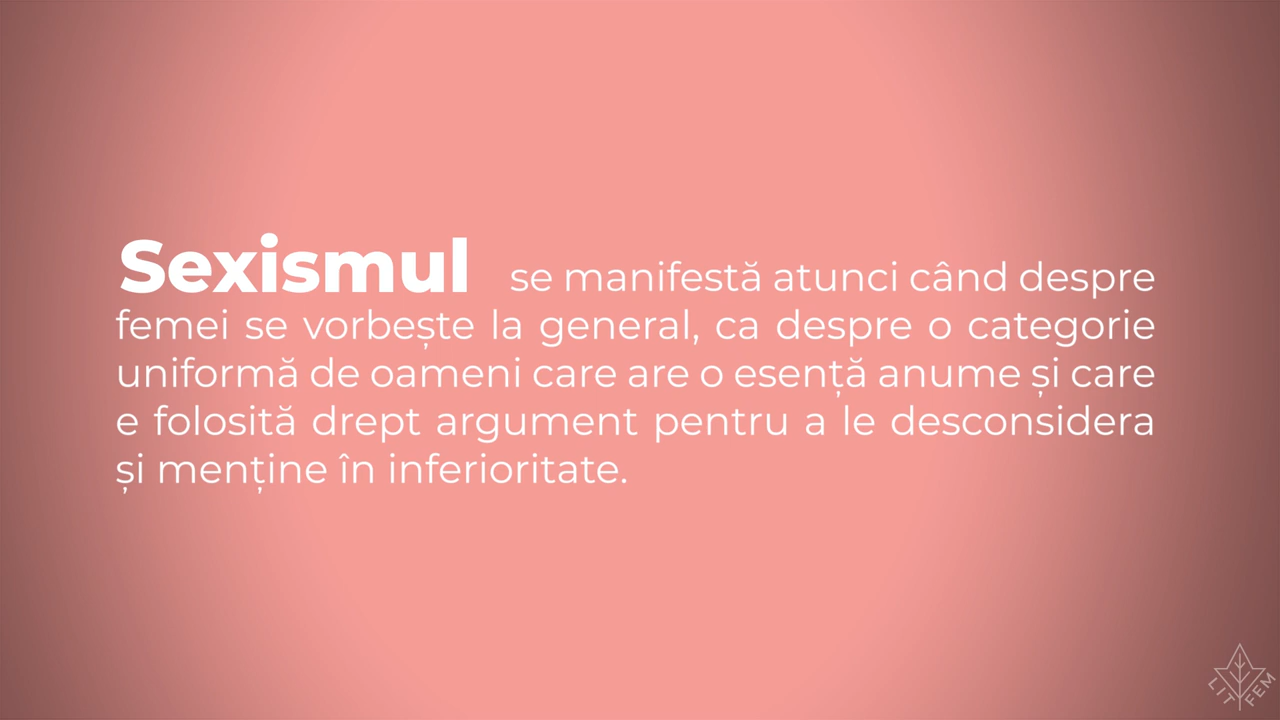 Sexismul se manifestă atunci când despre
femei se vorbește la general, ca despre o categorie
uniformă de oameni care are o esență anume și care
e folosită drept argument pentru a le desconsidera
și menține în inferioritate.
LIT FEM